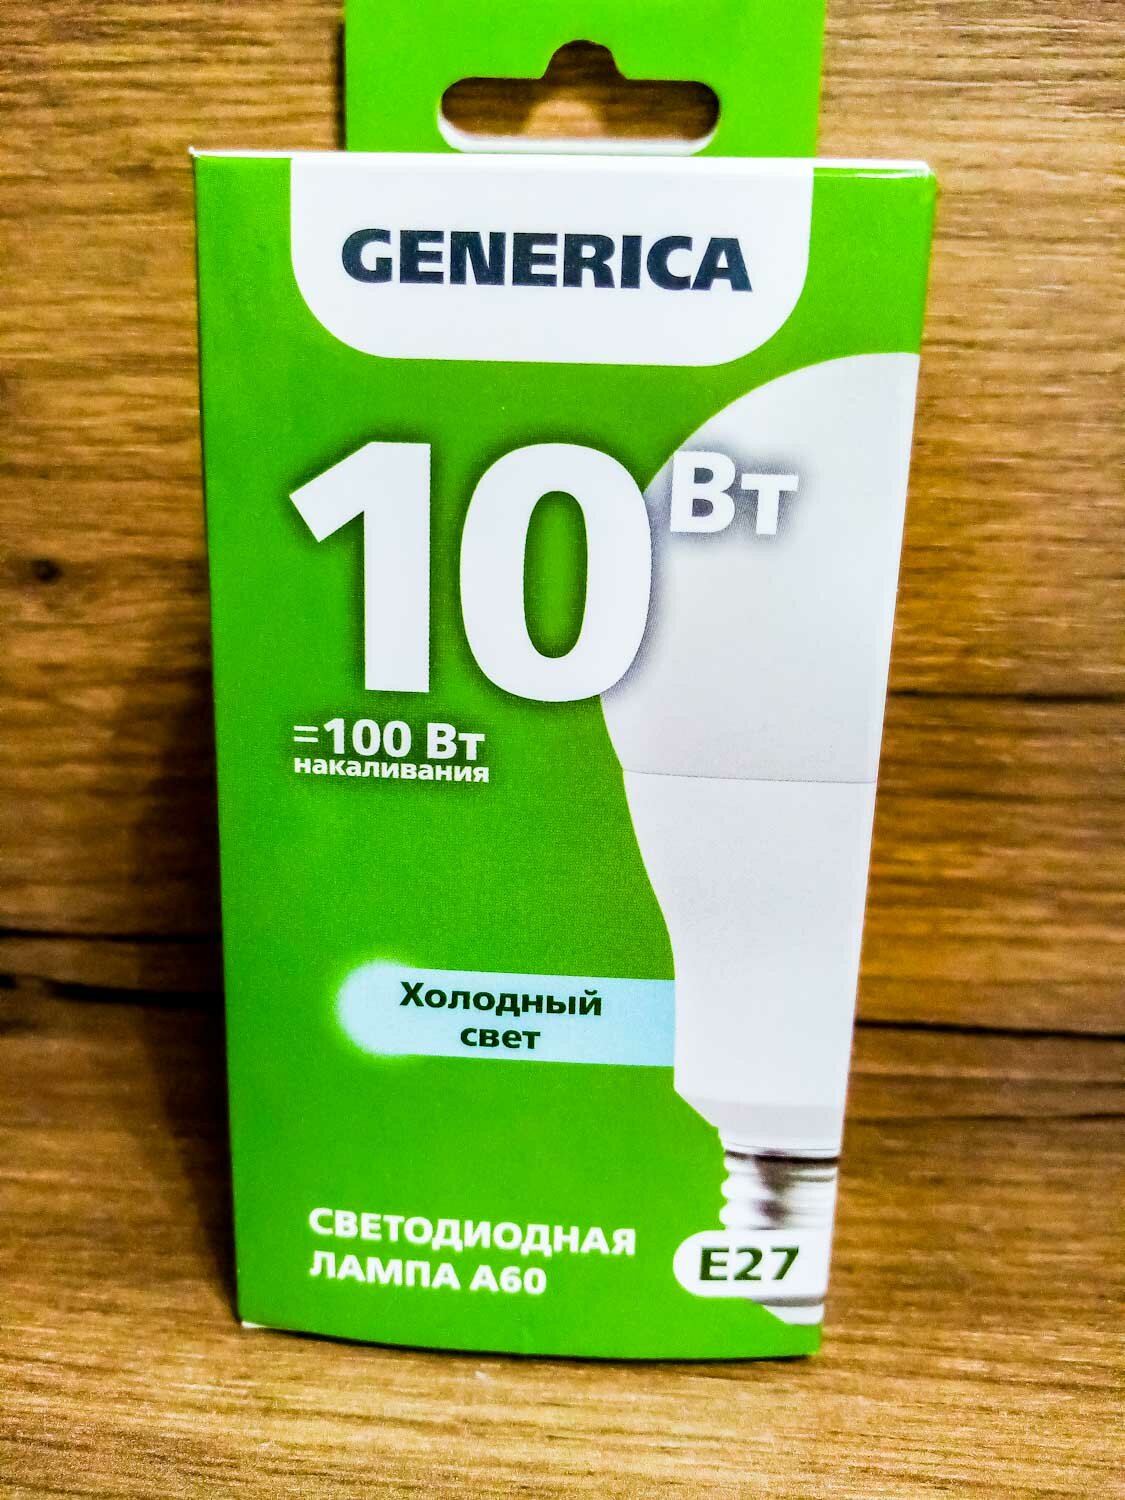 GENERICA
10 Вт
=100 Вт
накаливания
Холодный
свет
СВЕТОДИОДНАЯ
ЛАМПА А60
E27